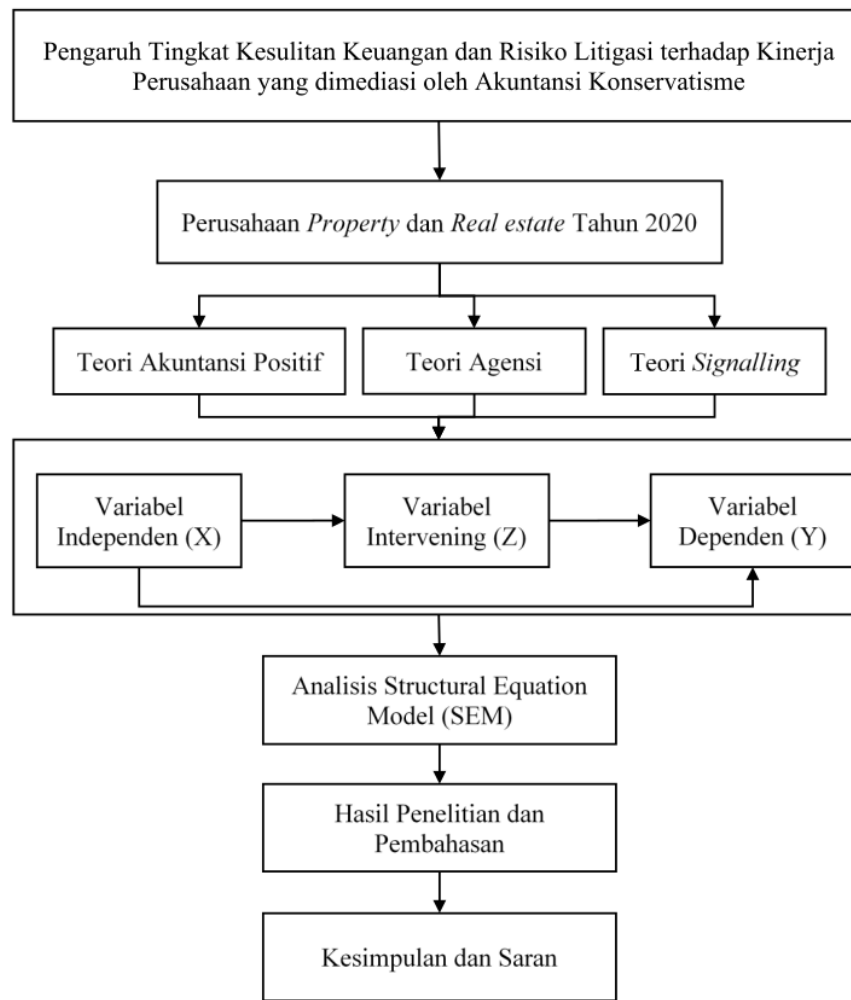 Pengaruh Tingkat Kesulitan Keuangan dan Risiko Litigasi terhadap Kinerja
Perusahaan yang dimediasi oleh Akuntansi Konservatisme
Perusahaan Property dan Real estate Tahun 2020
Teori Akuntansi Positif
Teori Agensi
Teori Signalling
Variabel
Independen (X)
Variabel
Intervening (Z)
Variabel
Dependen (Y)
Analisis Structural Equation
Model (SEM)
Hasil Penelitian dan
Pembahasan
Kesimpulan dan Saran